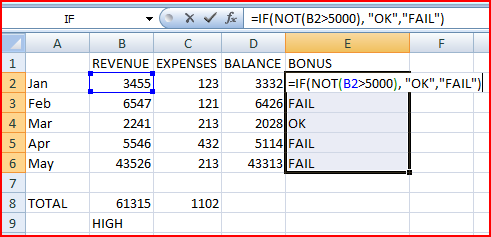 IF =IF(NOT(B2>5000), "OK","FAIL")
A B C D E F
1 REVENUE EXPENSES BALANCE BONUS
2 Jan 3455 123 3332 =IF(NOT(B2>5000), "OK","FAIL")
3 Feb 6547 121 6426 FAIL
4 Mar 2241 213 2028 OK
5 Apr 5546 432 5114 FAIL
6 May 43526 213 43313 FAIL
7
8 TOTAL 61315 1102
9 HIGH